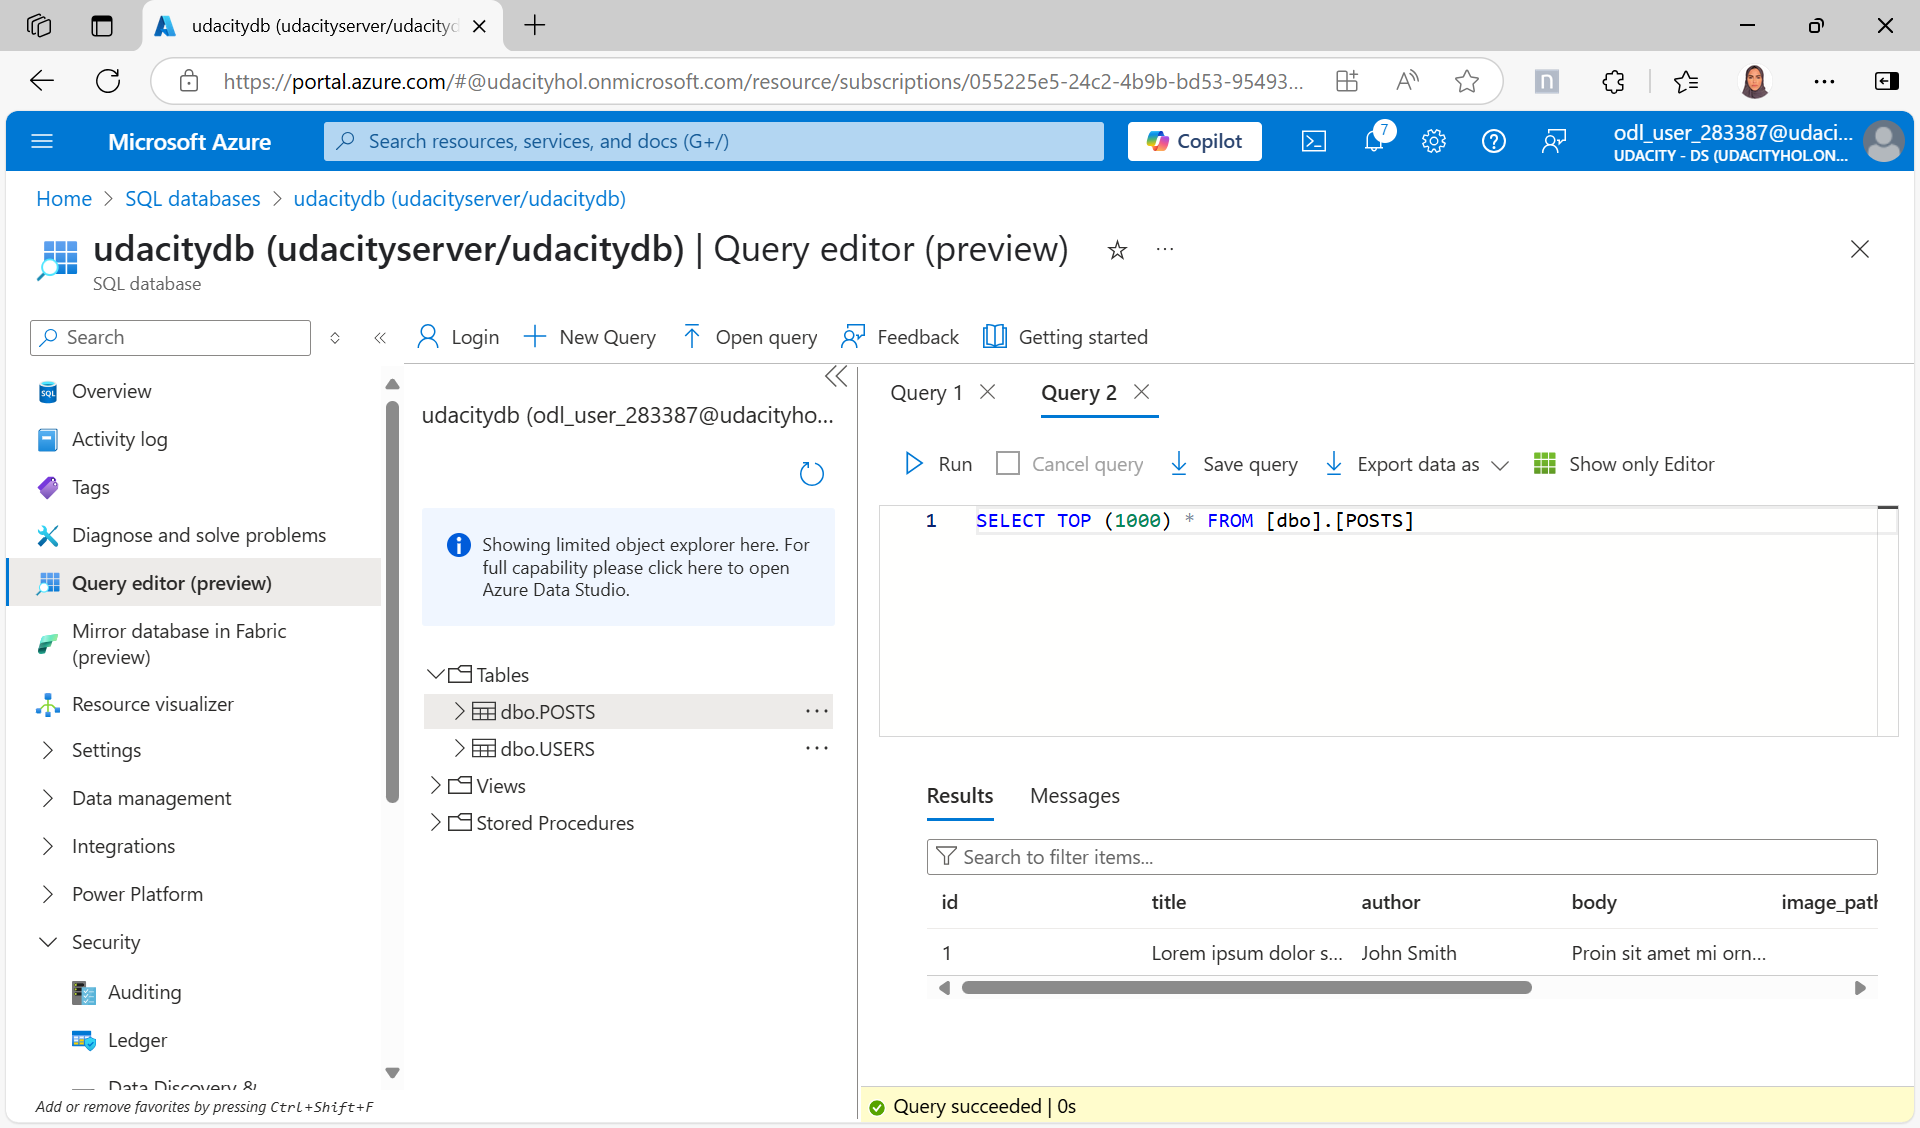 udacitydb (udacityserver/udacityd
https://portal.azure.com/#@udacityhol.onmicrosoft.com/resource/subscriptions/055225e5-24c2-4b9b-bd53-95493...
Microsoft Azure
Search resources, services, and docs (G+/)
Copilot
7
odl_user_283387@udaci...
UDACITY - DS (UDACITYHOL.ON...
Home > SQL databases > udacitydb (udacityserver/udacitydb)
udacitydb (udacityserver/udacitydb) | Query editor (preview)
SQL database
Search
Login
New Query
Open query
Feedback
Getting started
Overview
Activity log
Tags
Diagnose and solve problems
Query editor (preview)
Mirror database in Fabric
(preview)
Resource visualizer
Settings
Data management
Integrations
Power Platform
Security
Auditing
Ledger
Data Discovery &
Add or remove favorites by pressing Ctrl+Shift+F
udacitydb (odl_user_283387@udacityho...
Showing limited object explorer here. For
full capability please click here to open
Azure Data Studio.
Tables
dbo.POSTS
dbo.USERS
Views
Stored Procedures
Query 1
Query 2
Run
Cancel query
Save query
Export data as
Show only Editor
1 SELECT TOP (1000) * FROM [dbo].[POSTS]
Results
Messages
Search to filter items...
id title author body image_path
1 Lorem ipsum dolor s... John Smith Proin sit amet mi orn...
Query succeeded | 0s